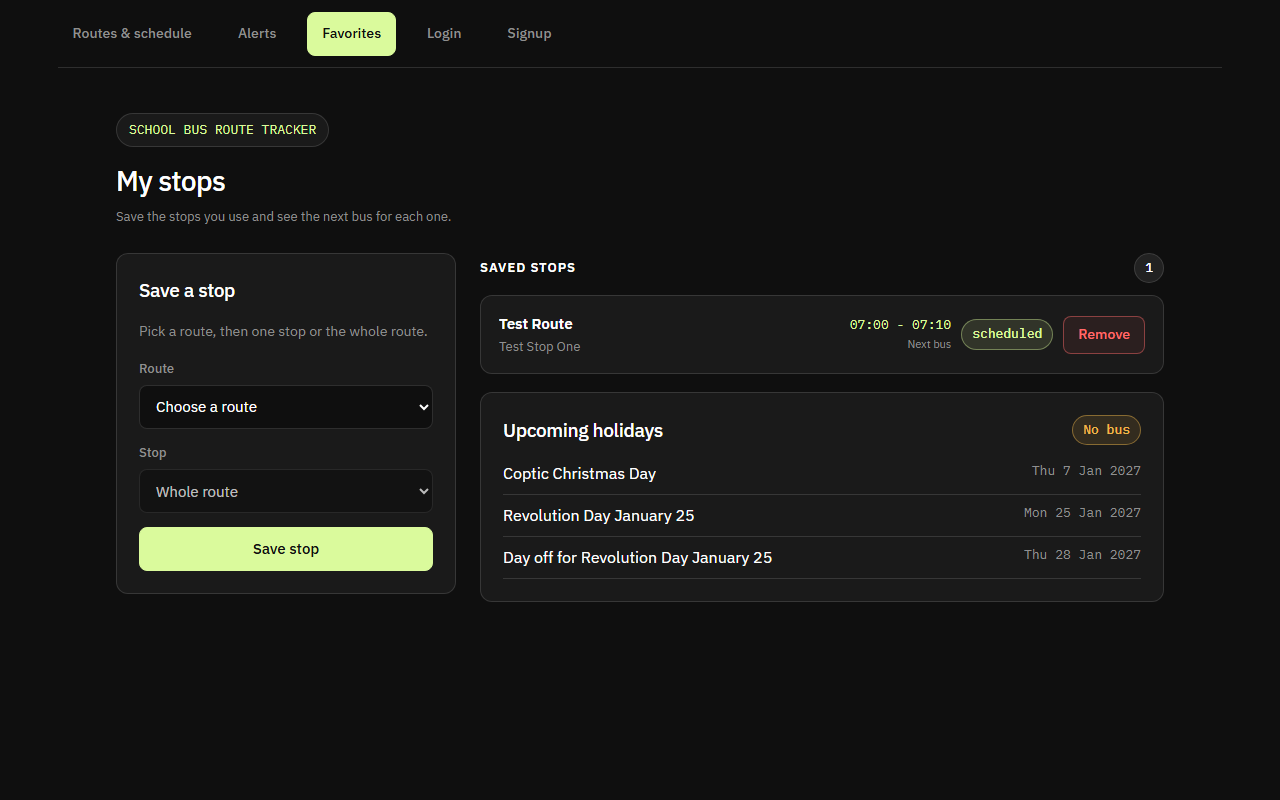 Routes & schedule
Alerts
Favorites
Login
Signup
SCHOOL BUS ROUTE TRACKER
My stops
Save the stops you use and see the next bus for each one.
Save a stop
Pick a route, then one stop or the whole route.
Route
Choose a route
Stop
Whole route
Save stop
SAVED STOPS
1
Test Route
Test Stop One
07:00 - 07:10
Next bus
scheduled
Remove
Upcoming holidays
No bus
Coptic Christmas Day
Thu 7 Jan 2027
Revolution Day January 25
Mon 25 Jan 2027
Day off for Revolution Day January 25
Thu 28 Jan 2027